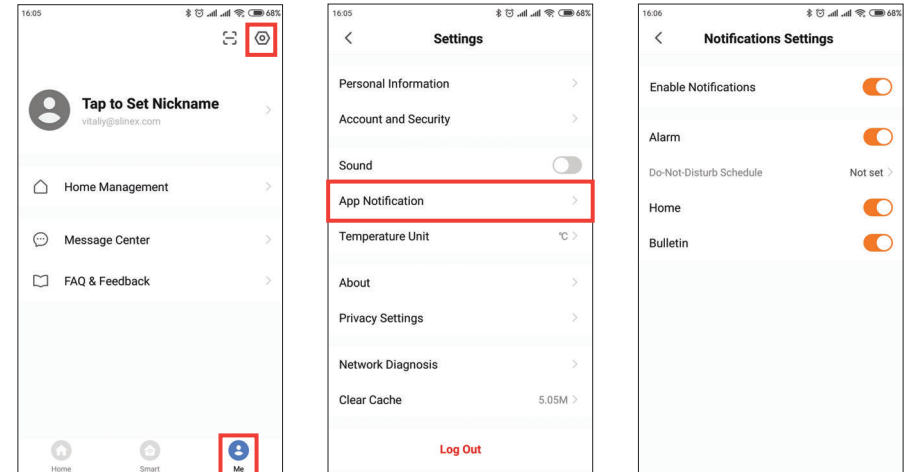 16:05
68%
Tap to Set Nickname
vitaliy@slinex.com
Home Management
Message Center
FAQ & Feedback
Home
Smart
Me
16:05
68%
Settings
Personal Information
Account and Security
Sound
App Notification
Temperature Unit
°C
About
Privacy Settings
Network Diagnosis
Clear Cache
5.05M
Log Out
16:06
68%
Notifications Settings
Enable Notifications
Alarm
Do-Not-Disturb Schedule
Not set
Home
Bulletin